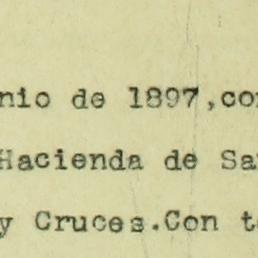 nio de 1897,con
Hacienda de Sa
y Cruces.Con t